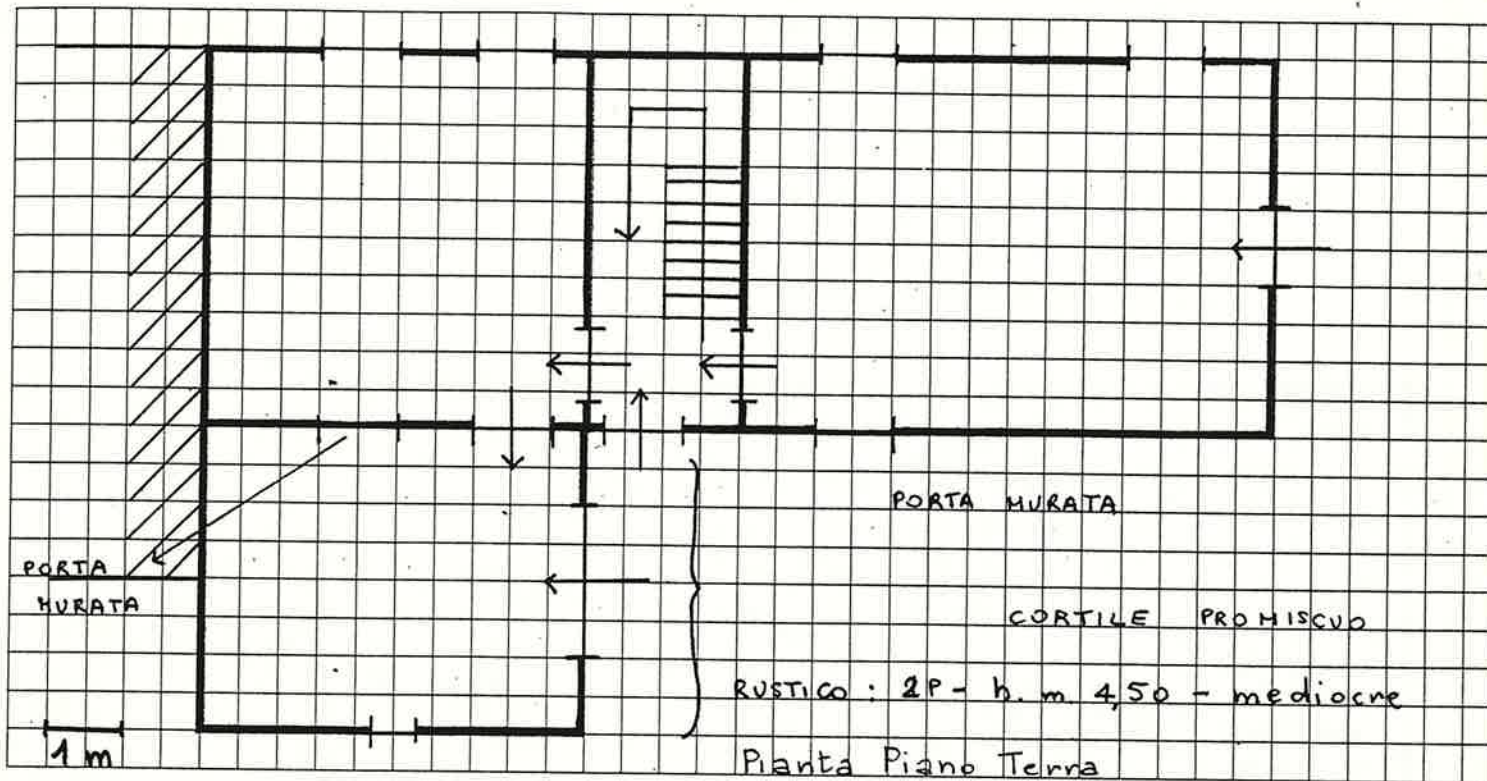 PORTA MURATA
PORTA
MURATA
CORTILE PROMISCUO
RUSTICO : 2P - h. m. 4,50 - mediocre
1 m
Pianta Piano Terra